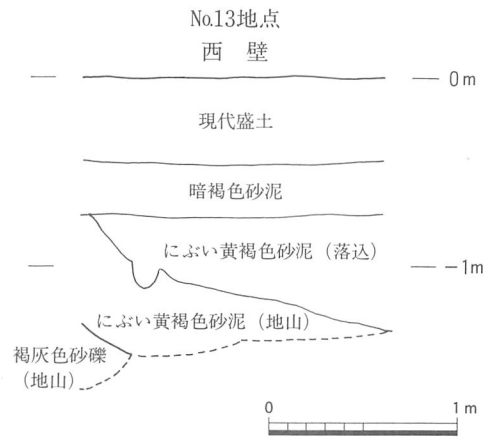 No.13地点
西 壁
0m
現代盛土
暗褐色砂泥
にぶい黄褐色砂泥（落込）
-1m
にぶい黄褐色砂泥（地山）
褐灰色砂礫
（地山）
0
1m